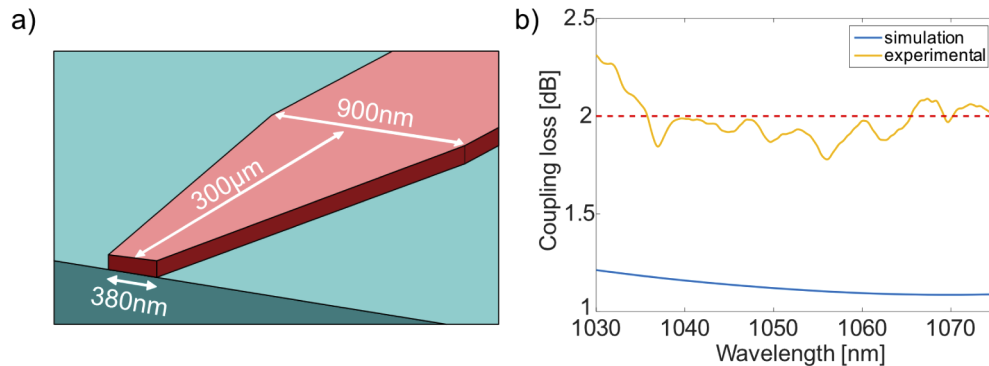 a)
900nm
300μm
380nm
b)
Coupling loss [dB]
2.5
2
1.5
1
simulation
experimental
1030
1040
1050
1060
1070
Wavelength [nm]